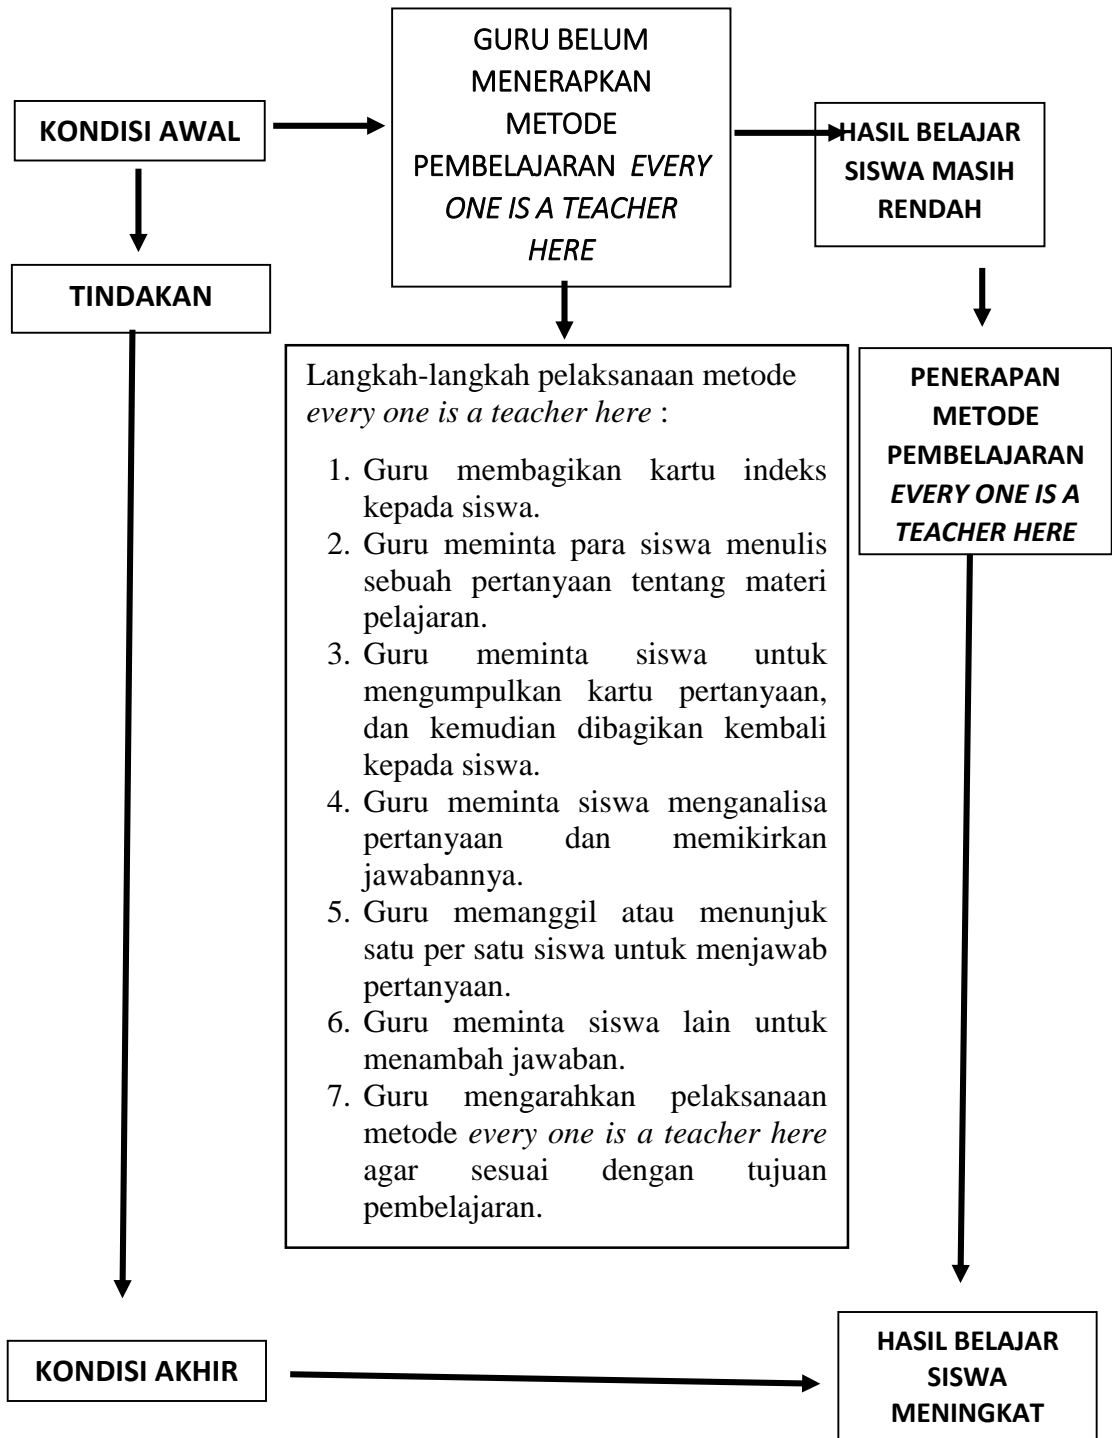 GURU BELUM
MENERAPKAN
METODE
PEMBELAJARAN EVERY
ONE IS A TEACHER
HERE
KONDISI AWAL
HASIL BELAJAR
SISWA MASIH
RENDAH
TINDAKAN
Langkah-langkah pelaksanaan metode
every one is a teacher here :
1. Guru membagikan kartu indeks
kepada siswa.
2. Guru meminta para siswa menulis
sebuah pertanyaan tentang materi
pelajaran.
3. Guru meminta siswa untuk
mengumpulkan kartu pertanyaan,
dan kemudian dibagikan kembali
kepada siswa.
4. Guru meminta siswa menganalisa
pertanyaan dan memikirkan
jawabannya.
5. Guru memanggil atau menunjuk
satu per satu siswa untuk menjawab
pertanyaan.
6. Guru meminta siswa lain untuk
menambah jawaban.
7. Guru mengarahkan pelaksanaan
metode every one is a teacher here
agar sesuai dengan tujuan
pembelajaran.
PENERAPAN
METODE
PEMBELAJARAN
EVERY ONE IS A
TEACHER HERE
KONDISI AKHIR
HASIL BELAJAR
SISWA
MENINGKAT